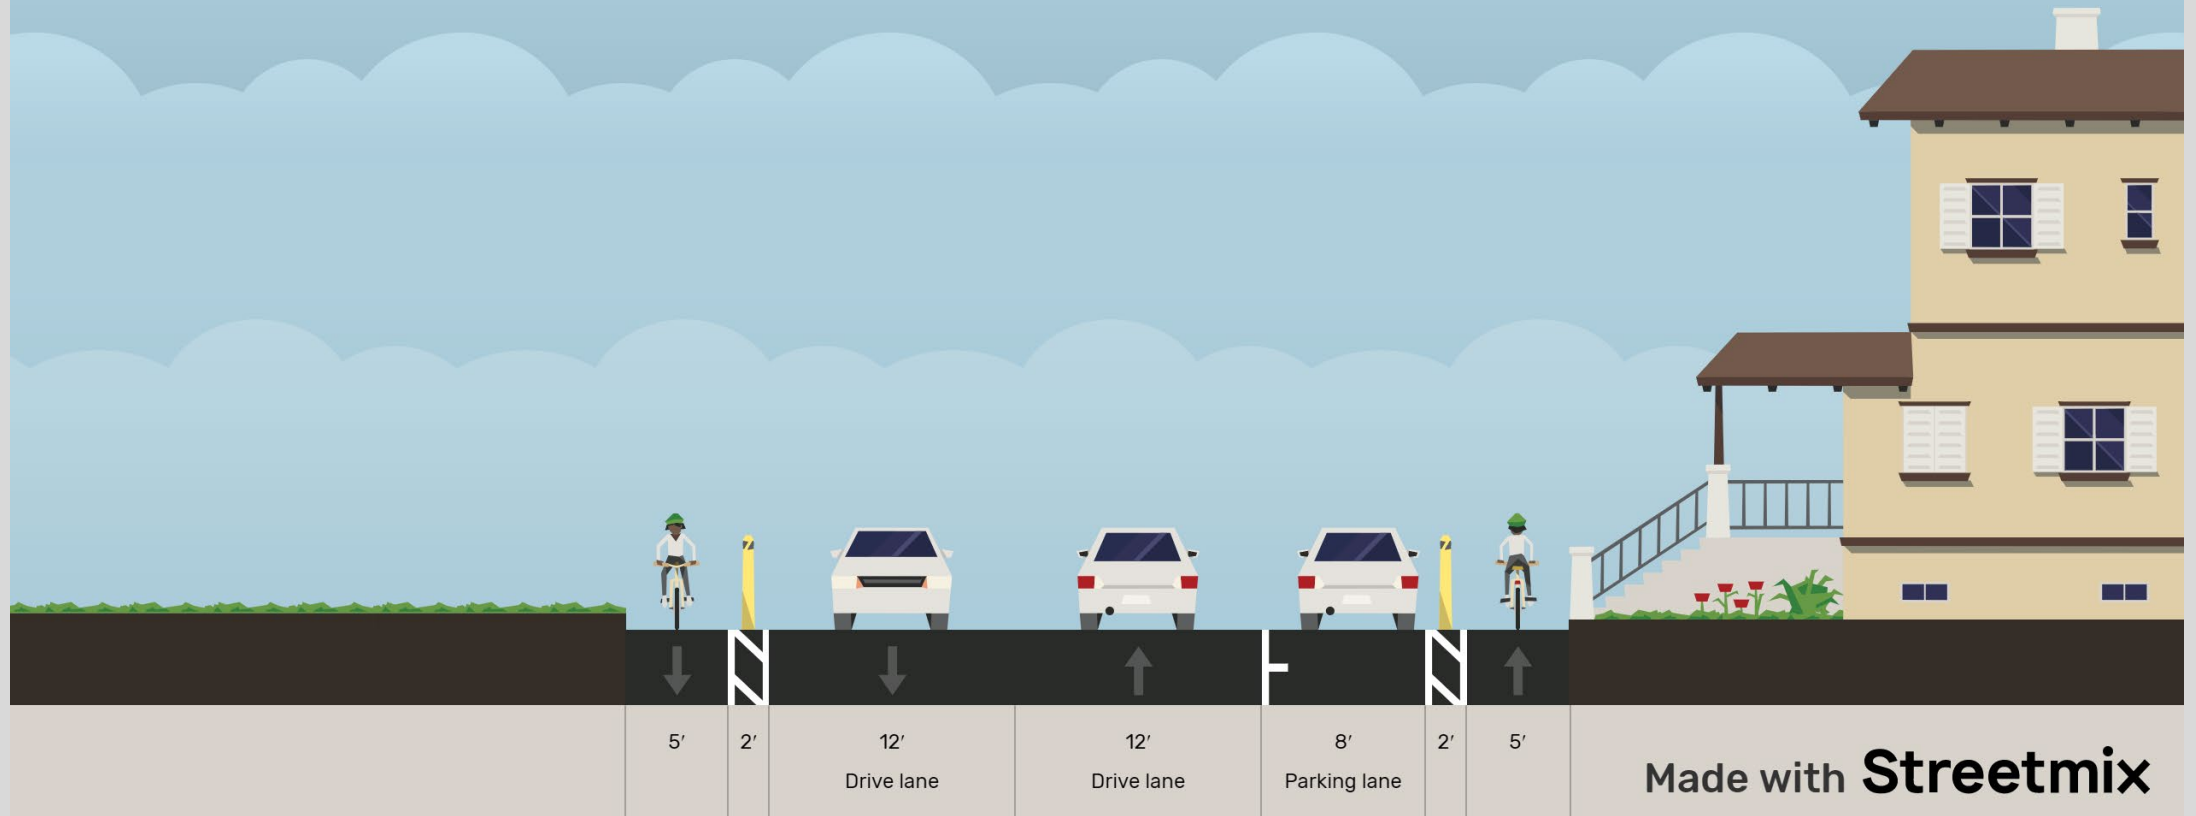 5′
2′
12′
12′
8′
2′
5′
Drive lane
Drive lane
Parking lane
Made with Streetmix